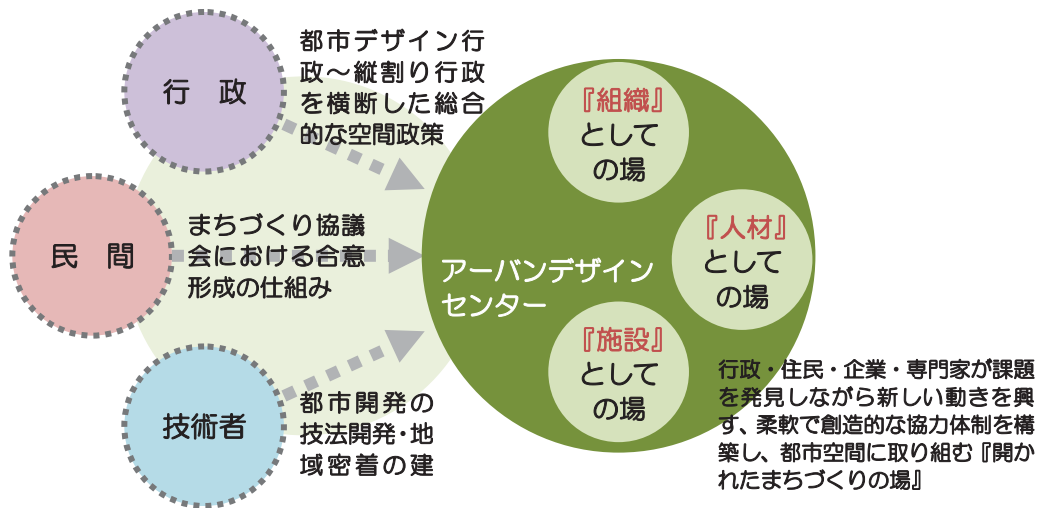 行　政
都市デザイン行
政～縦割り行政
を横断した総合
的な空間政策
民　間
まちづくり協議
会における合意
形成の仕組み
技術者
都市開発の
技法開発・地
域密着の建
アーバンデザイン
センター
『組織』
としての
の場
『人材』
として
の場
『施設』
として
の場
行政・住民・企業・専門家が課題
を発見しながら新しい動きを興
す、柔軟で創造的な協力体制を構
築し、都市空間に取り組む『開か
れたまちづくりの場』